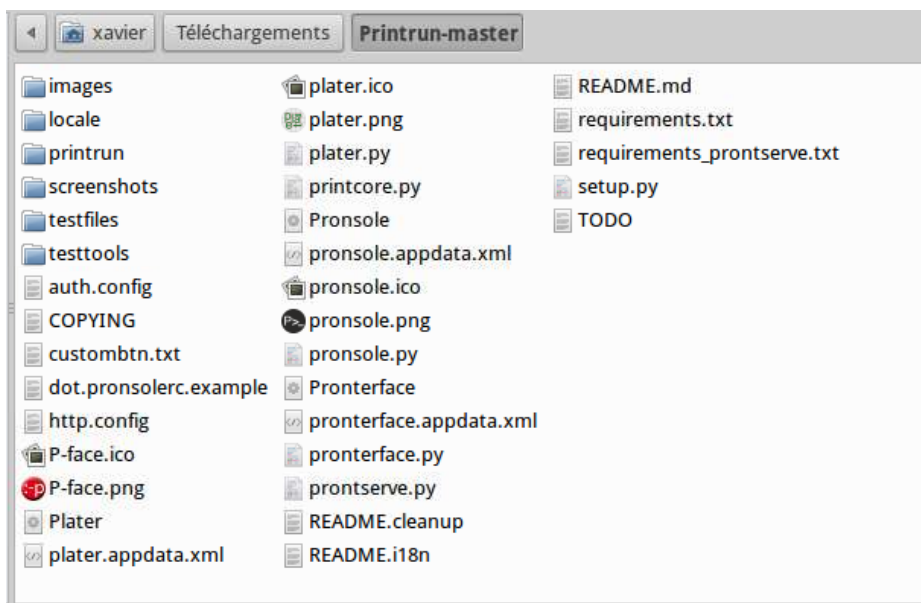 xavier Téléchargements Printrun-master
images
locale
printrun
screenshots
testfiles
testtools
auth.config
COPYING
custombtn.txt
dot.pronsolerc.example
http.config
P-face.ico
P-face.png
Plater
plater.appdata.xml
plater.ico
plater.png
plater.py
printcore.py
Pronsole
pronsole.appdata.xml
pronsole.ico
pronsole.png
pronsole.py
Pronterface
pronterface.appdata.xml
pronterface.py
prontserve.py
README.cleanup
README.i18n
README.md
requirements.txt
requirements_prontserve.txt
setup.py
TODO